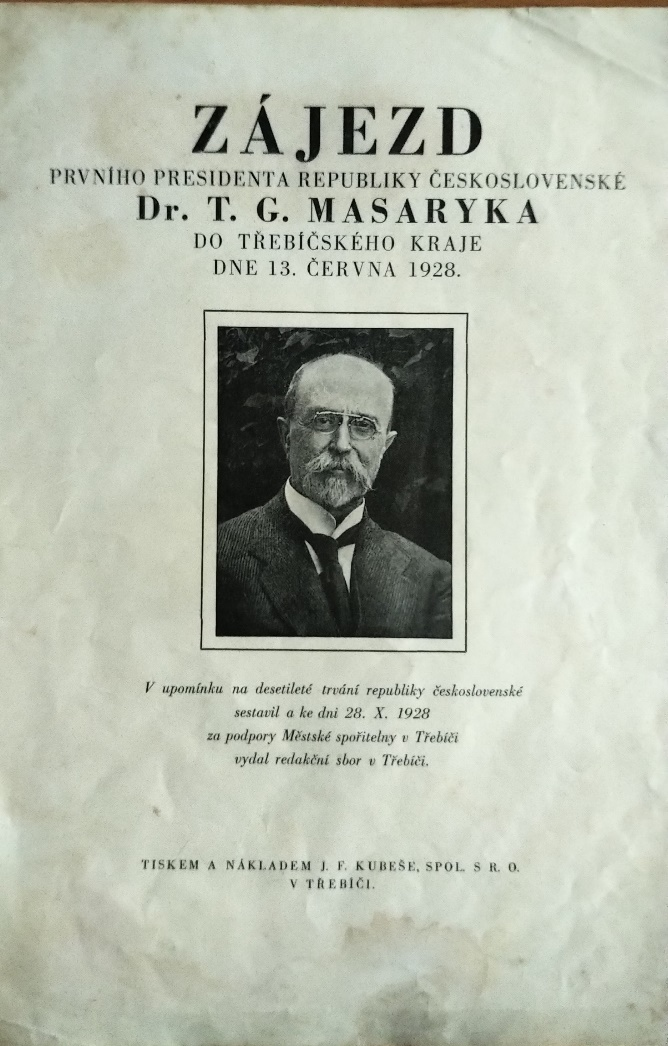 ZÁJEZD
PRVNÍHO PRESIDENTA REPUBLIKY ČESKOSLOVENSKÉ
Dr. T. G. MASARYKA
DO TŘEBÍČSKÉHO KRAJE
DNE 13. ČERVNA 1928.
V upomínku na desetileté trvání republiky československé
sestavil a ke dni 28. X. 1928
za podpory Městské spořitelny v Třebíči
vydal redakční sbor v Třebíči.
TISKEM A NÁKLADEM J. F. KUBEŠE, SPOL. S R. O.
V TŘEBÍČI.